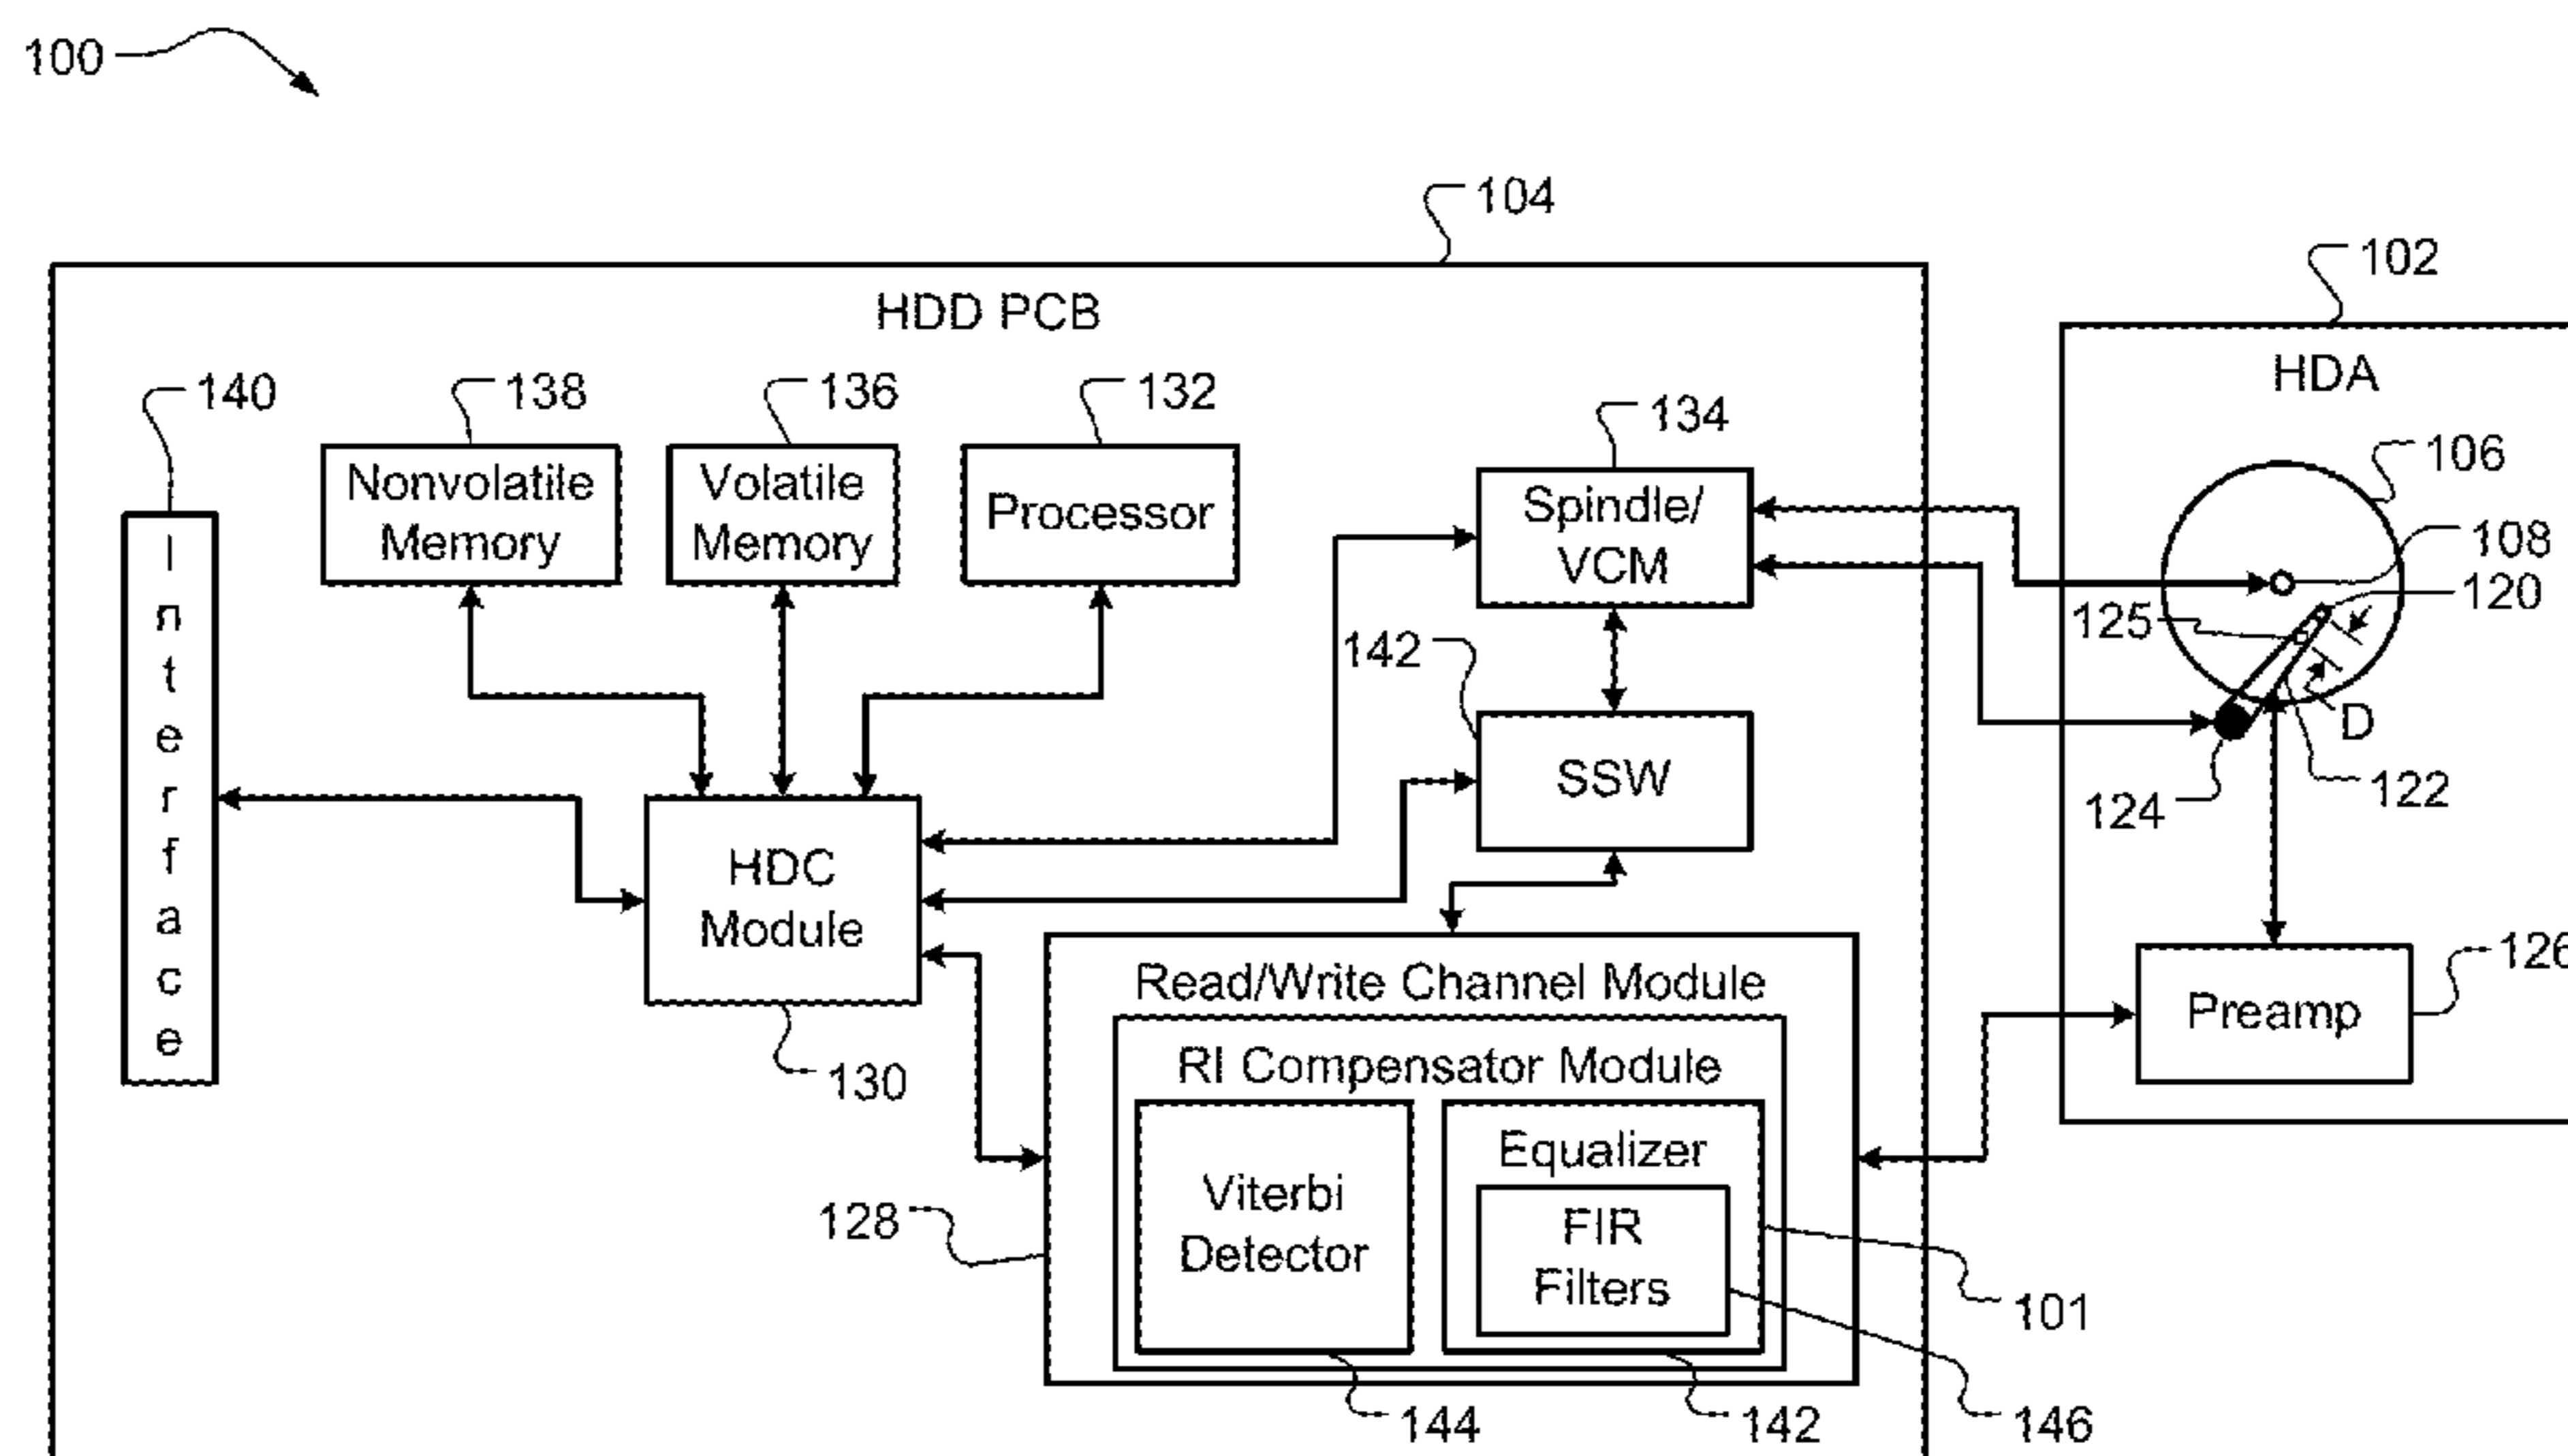 100
104
102
HDD PCB
HDA
140
138
136
132
134
106
Nonvolatile
Memory
Volatile
Memory
Processor
Spindle/
VCM
108
120
125
Interface
142
SSW
D
124
122
HDC
Module
130
Read/Write Channel Module
RI Compensator Module
Viterbi
Detector
Equalizer
FIR
Filters
Preamp
126
128
101
144
142
146